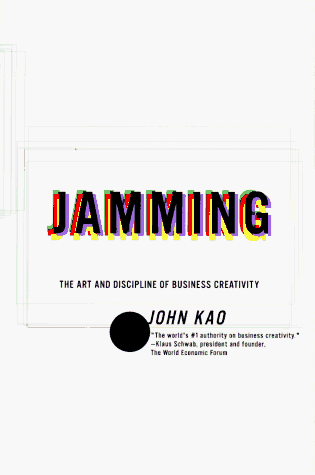 JAMMING
THE ART AND DISCIPLINE OF BUSINESS CREATIVITY
JOHN KAO
"The world's #1 authority on business creativity."
—Klaus Schwab, president and founder,
The World Economic Forum